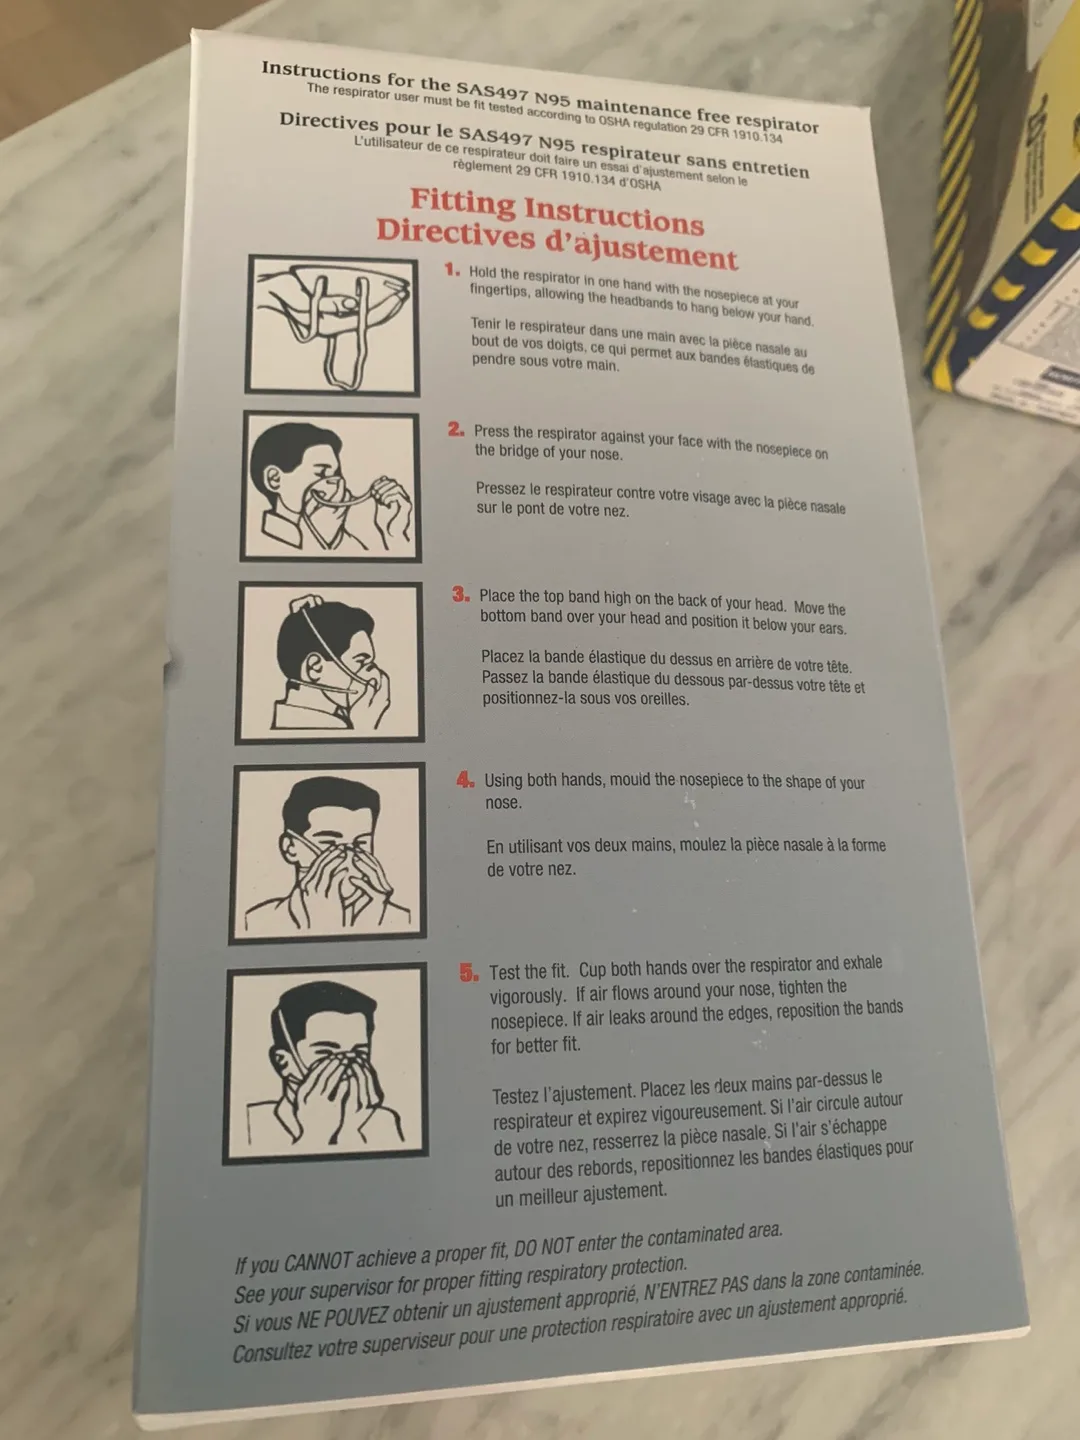 Instructions for the SAS497 N95 maintenance free respirator
The respirator user must be fit tested according to OSHA regulation 29 CFR 1910.134
Directives pour le SAS497 N95 respirateur sans entretien
L'utilisateur de ce respirateur doit faire un essai d'ajustement selon le
règlement 29 CFR 1910.134 d'OSHA
Fitting Instructions
Directives d'ajustement
1. Hold the respirator in one hand with the nosepiece at your
fingertips, allowing the headbands to hang below your hand.
Tenir le respirateur dans une main avec la pièce nasale au
bout de vos doigts, ce qui permet aux bandes élastiques de
pendre sous votre main.
2. Press the respirator against your face with the nosepiece on
the bridge of your nose.
Pressez le respirateur contre votre visage avec la pièce nasale
sur le pont de votre nez.
3. Place the top band high on the back of your head. Move the
bottom band over your head and position it below your ears.
Placez la bande élastique du dessus en arrière de votre tête.
Passez la bande élastique du dessous par-dessus votre tête et
positionnez-la sous vos oreilles.
4. Using both hands, mould the nosepiece to the shape of your
nose.
En utilisant vos deux mains, moulez la pièce nasale à la forme
de votre nez.
5. Test the fit. Cup both hands over the respirator and exhale
vigorously. If air flows around your nose, tighten the
nosepiece. If air leaks around the edges, reposition the bands
for better fit.
Testez l'ajustement. Placez les deux mains par-dessus le
respirateur et expirez vigoureusement. Si l'air circule autour
de votre nez, resserrez la pièce nasale. Si l'air s'échappe
autour des rebords, repositionnez les bandes élastiques pour
un meilleur ajustement.
If you CANNOT achieve a proper fit, DO NOT enter the contaminated area.
See your supervisor for proper fitting respiratory protection.
Si vous NE POUVEZ obtenir un ajustement approprié, N'ENTREZ PAS dans la zone contaminée.
Consultez votre superviseur pour une protection respiratoire avec un ajustement approprié.